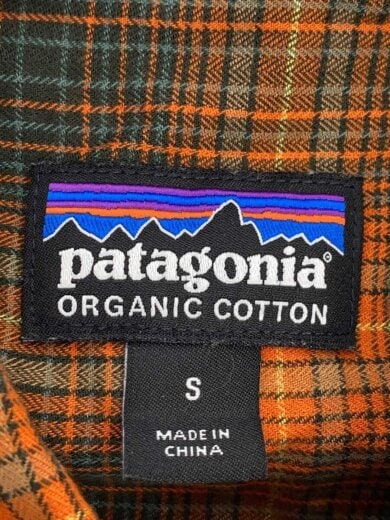 patagonia®
ORGANIC COTTON
S
MADE IN
CHINA